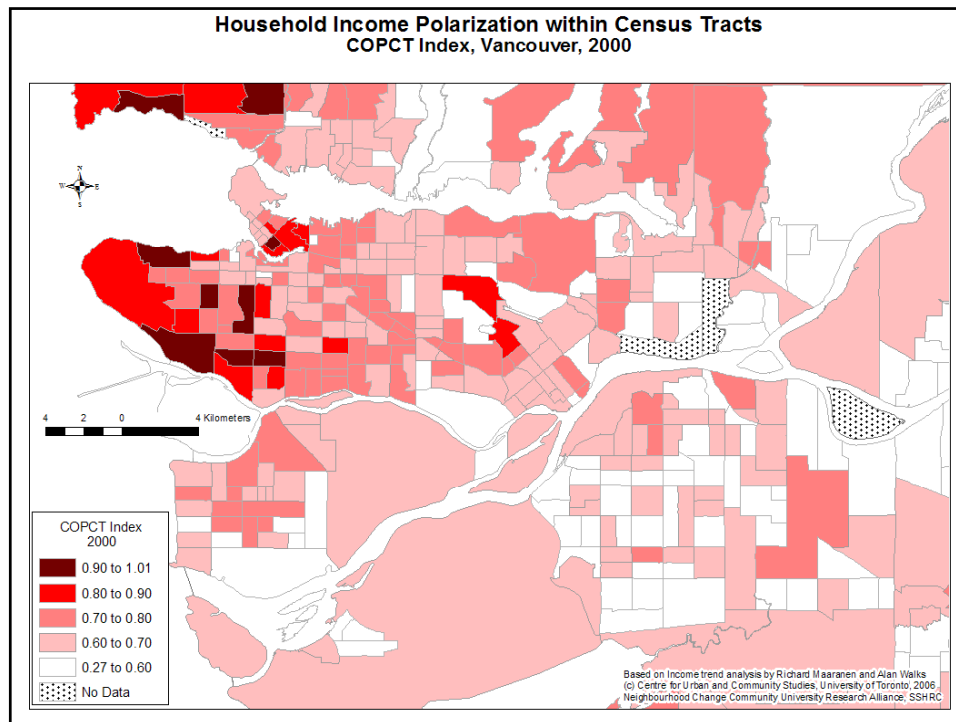 Household Income Polarization within Census Tracts
COPCT Index, Vancouver, 2000
N
W E
S
4 2 0 4 Kilometers
COPCT Index
2000
0.90 to 1.01
0.80 to 0.90
0.70 to 0.80
0.60 to 0.70
0.27 to 0.60
No Data
Based on Income trend analysis by Richard Maaranen and Alan Walks
(c) Centre for Urban and Community Studies, University of Toronto, 2006
Neighbourhood Change Community University Research Alliance, SSHRC